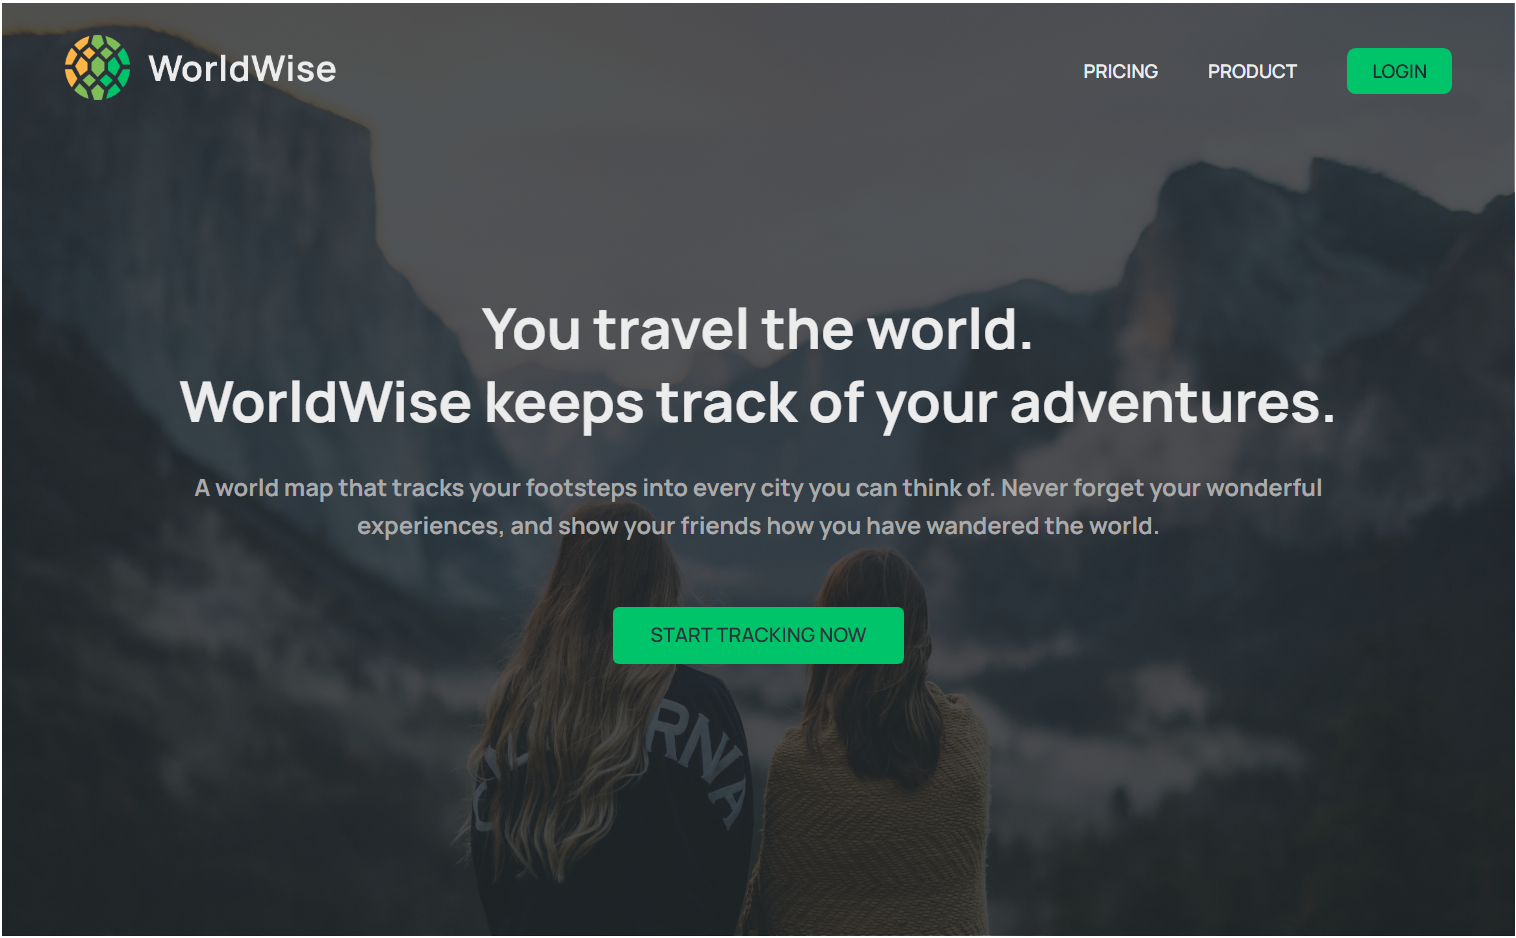 WorldWise
PRICING
PRODUCT
LOGIN
You travel the world.
WorldWise keeps track of your adventures.
A world map that tracks your footsteps into every city you can think of. Never forget your wonderful
experiences, and show your friends how you have wandered the world.
START TRACKING NOW